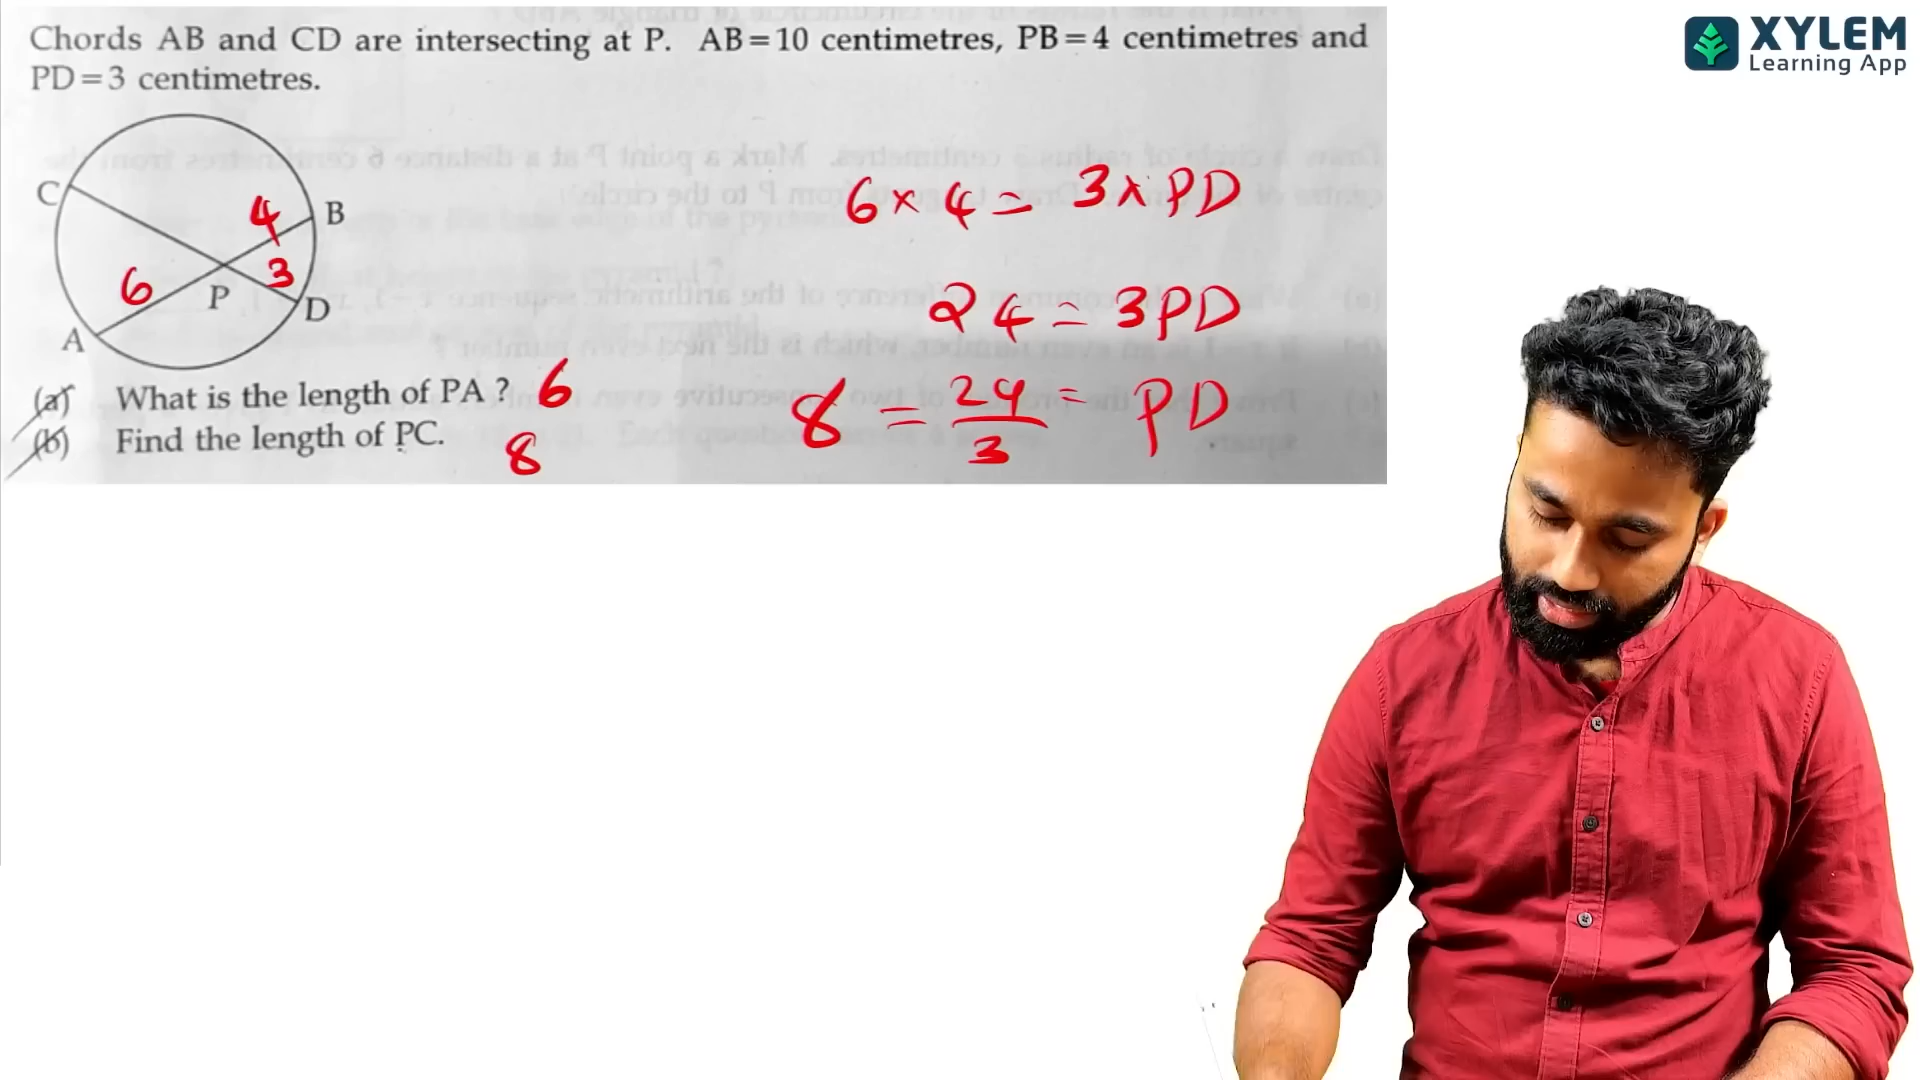 Chords AB and CD are intersecting at P. AB=10 centimetres, PB=4 centimetres and
PD=3 centimetres.
XYLEM
Learning App
C
4
B
6
P
3
D
A
6 × 4 = 3 × PD
24 = 3PD
8 = 24/3 = PD
(a) What is the length of PA ? 6
(b) Find the length of PC. 8